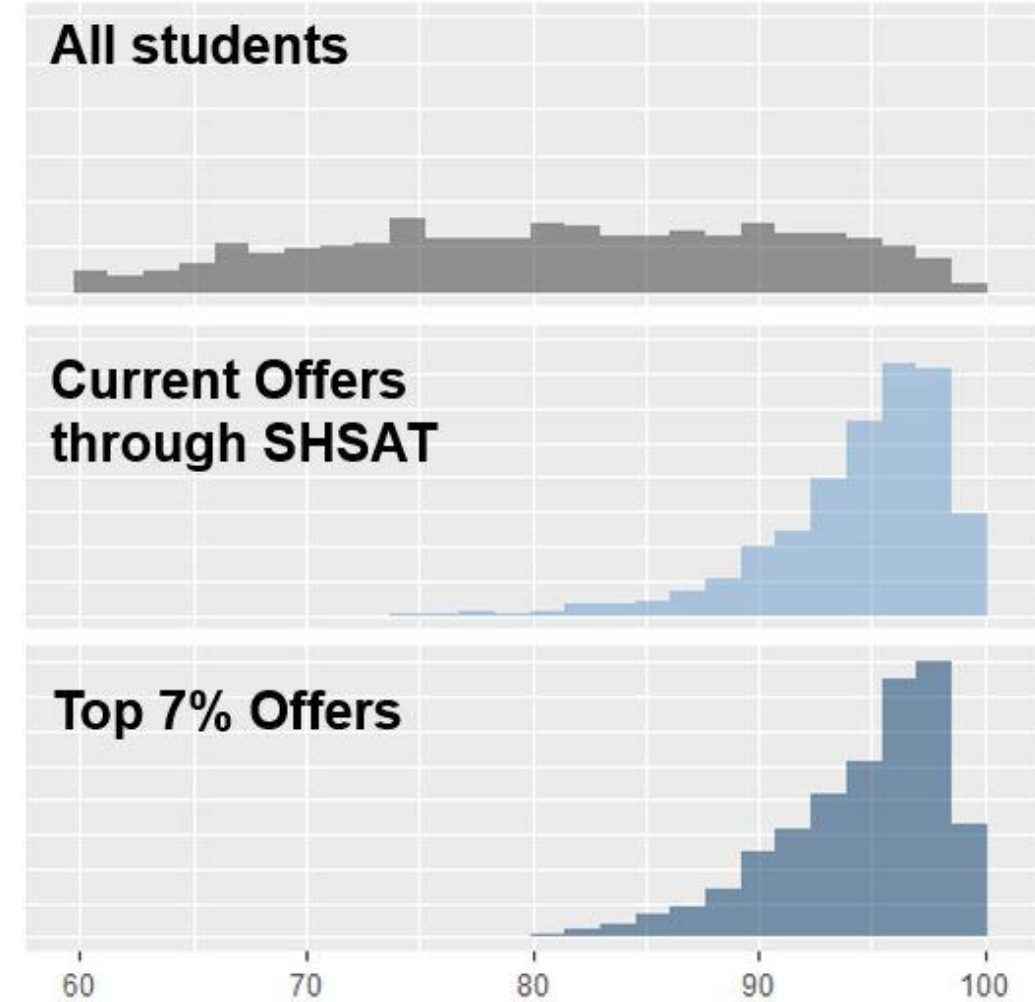 All students
Current Offers
through SHSAT
Top 7% Offers
60 70 80 90 100